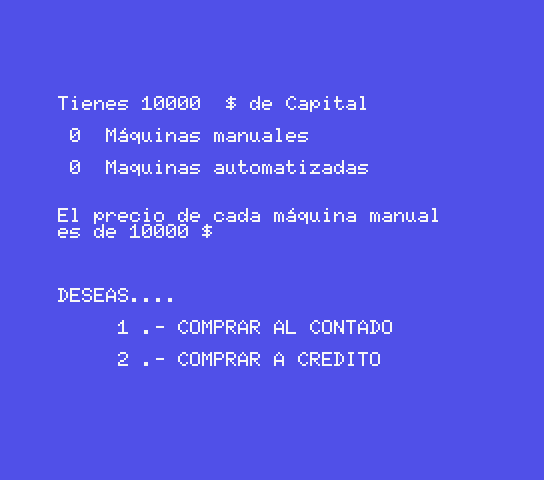 Tienes 10000  $ de Capital
0  Máquinas manuales
0  Maquinas automatizadas
El precio de cada máquina manual
es de 10000 $
DESEAS....
1 .- COMPRAR AL CONTADO
2 .- COMPRAR A CREDITO